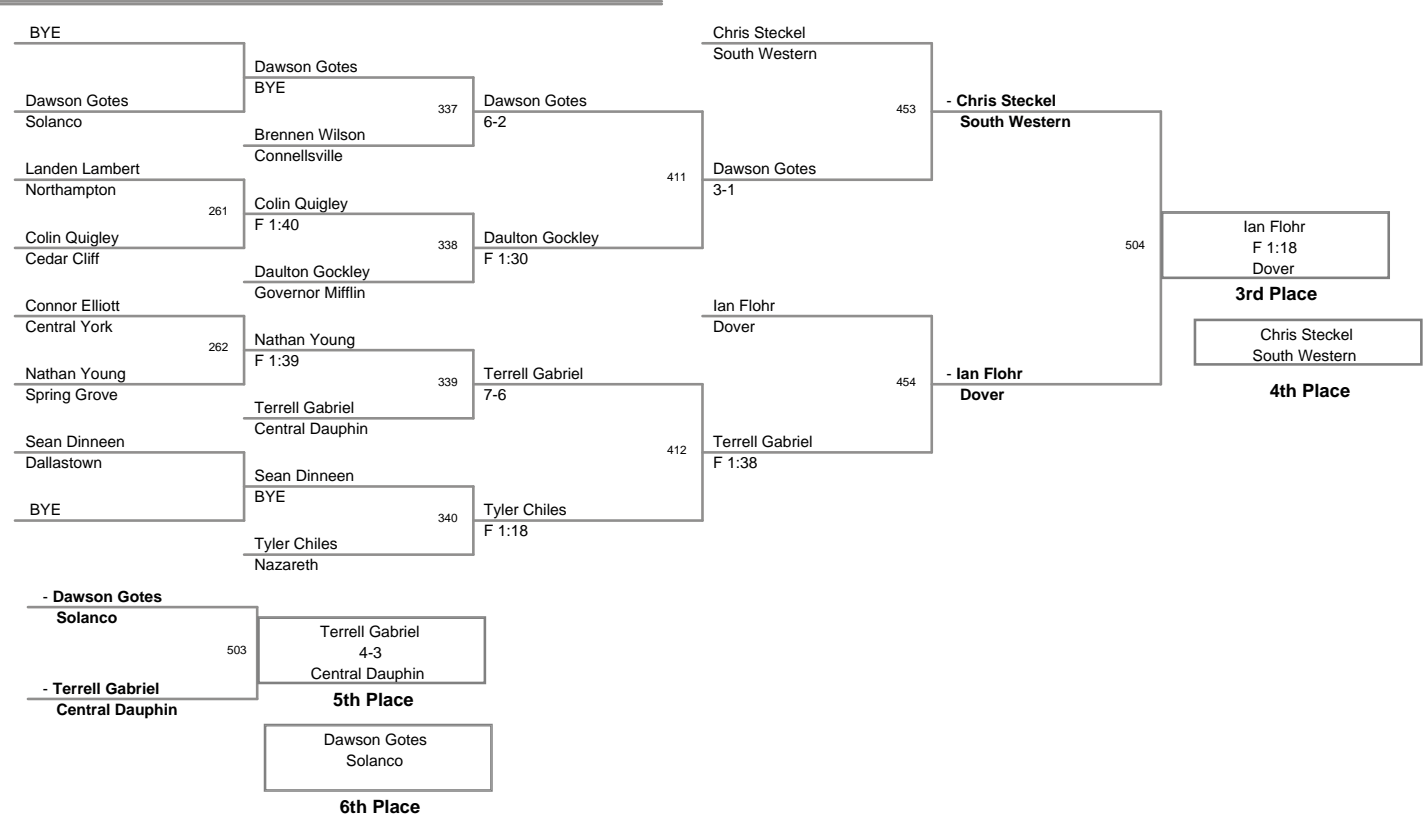 BYE
Dawson Gotes
Solanco
Landen Lambert
Northampton
261
Colin Quigley
Cedar Cliff
Connor Elliott
Central York
262
Nathan Young
Spring Grove
Sean Dinneen
Dallastown
BYE
Dawson Gotes
BYE
337
Brennen Wilson
Connellsville
Colin Quigley
F 1:40
338
Daulton Gockley
Governor Mifflin
Nathan Young
F 1:39
339
Terrell Gabriel
Central Dauphin
Sean Dinneen
BYE
340
Tyler Chiles
Nazareth
Dawson Gotes
6-2
411
Daulton Gockley
F 1:30
Terrell Gabriel
7-6
412
Tyler Chiles
F 1:18
Chris Steckel
South Western
453
Dawson Gotes
3-1
Ian Flohr
Dover
454
Terrell Gabriel
F 1:38
- Chris Steckel
South Western
504
- Ian Flohr
Dover
Ian Flohr
F 1:18
Dover
3rd Place
Chris Steckel
South Western
4th Place
- Dawson Gotes
Solanco
503
- Terrell Gabriel
Central Dauphin
Terrell Gabriel
4-3
Central Dauphin
5th Place
Dawson Gotes
Solanco
6th Place